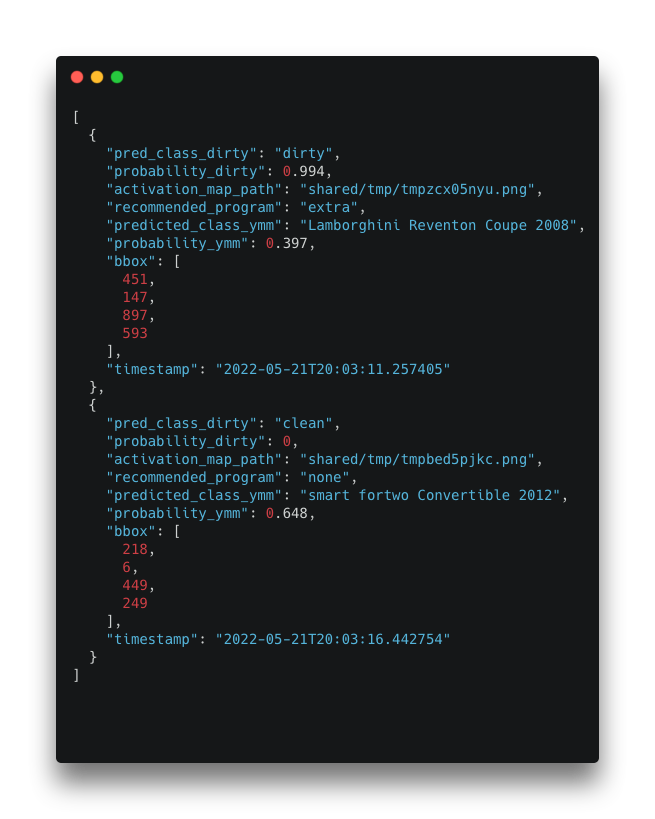 [
  {
    "pred_class_dirty": "dirty",
    "probability_dirty": 0.994,
    "activation_map_path": "shared/tmp/tmpzcx05nyu.png",
    "recommended_program": "extra",
    "predicted_class_ymm": "Lamborghini Reventon Coupe 2008",
    "probability_ymm": 0.397,
    "bbox": [
      451,
      147,
      897,
      593
    ],
    "timestamp": "2022-05-21T20:03:11.257405"
  },
  {
    "pred_class_dirty": "clean",
    "probability_dirty": 0,
    "activation_map_path": "shared/tmp/tmpbed5pjkc.png",
    "recommended_program": "none",
    "predicted_class_ymm": "smart fortwo Convertible 2012",
    "probability_ymm": 0.648,
    "bbox": [
      218,
      6,
      449,
      249
    ],
    "timestamp": "2022-05-21T20:03:16.442754"
  }
]